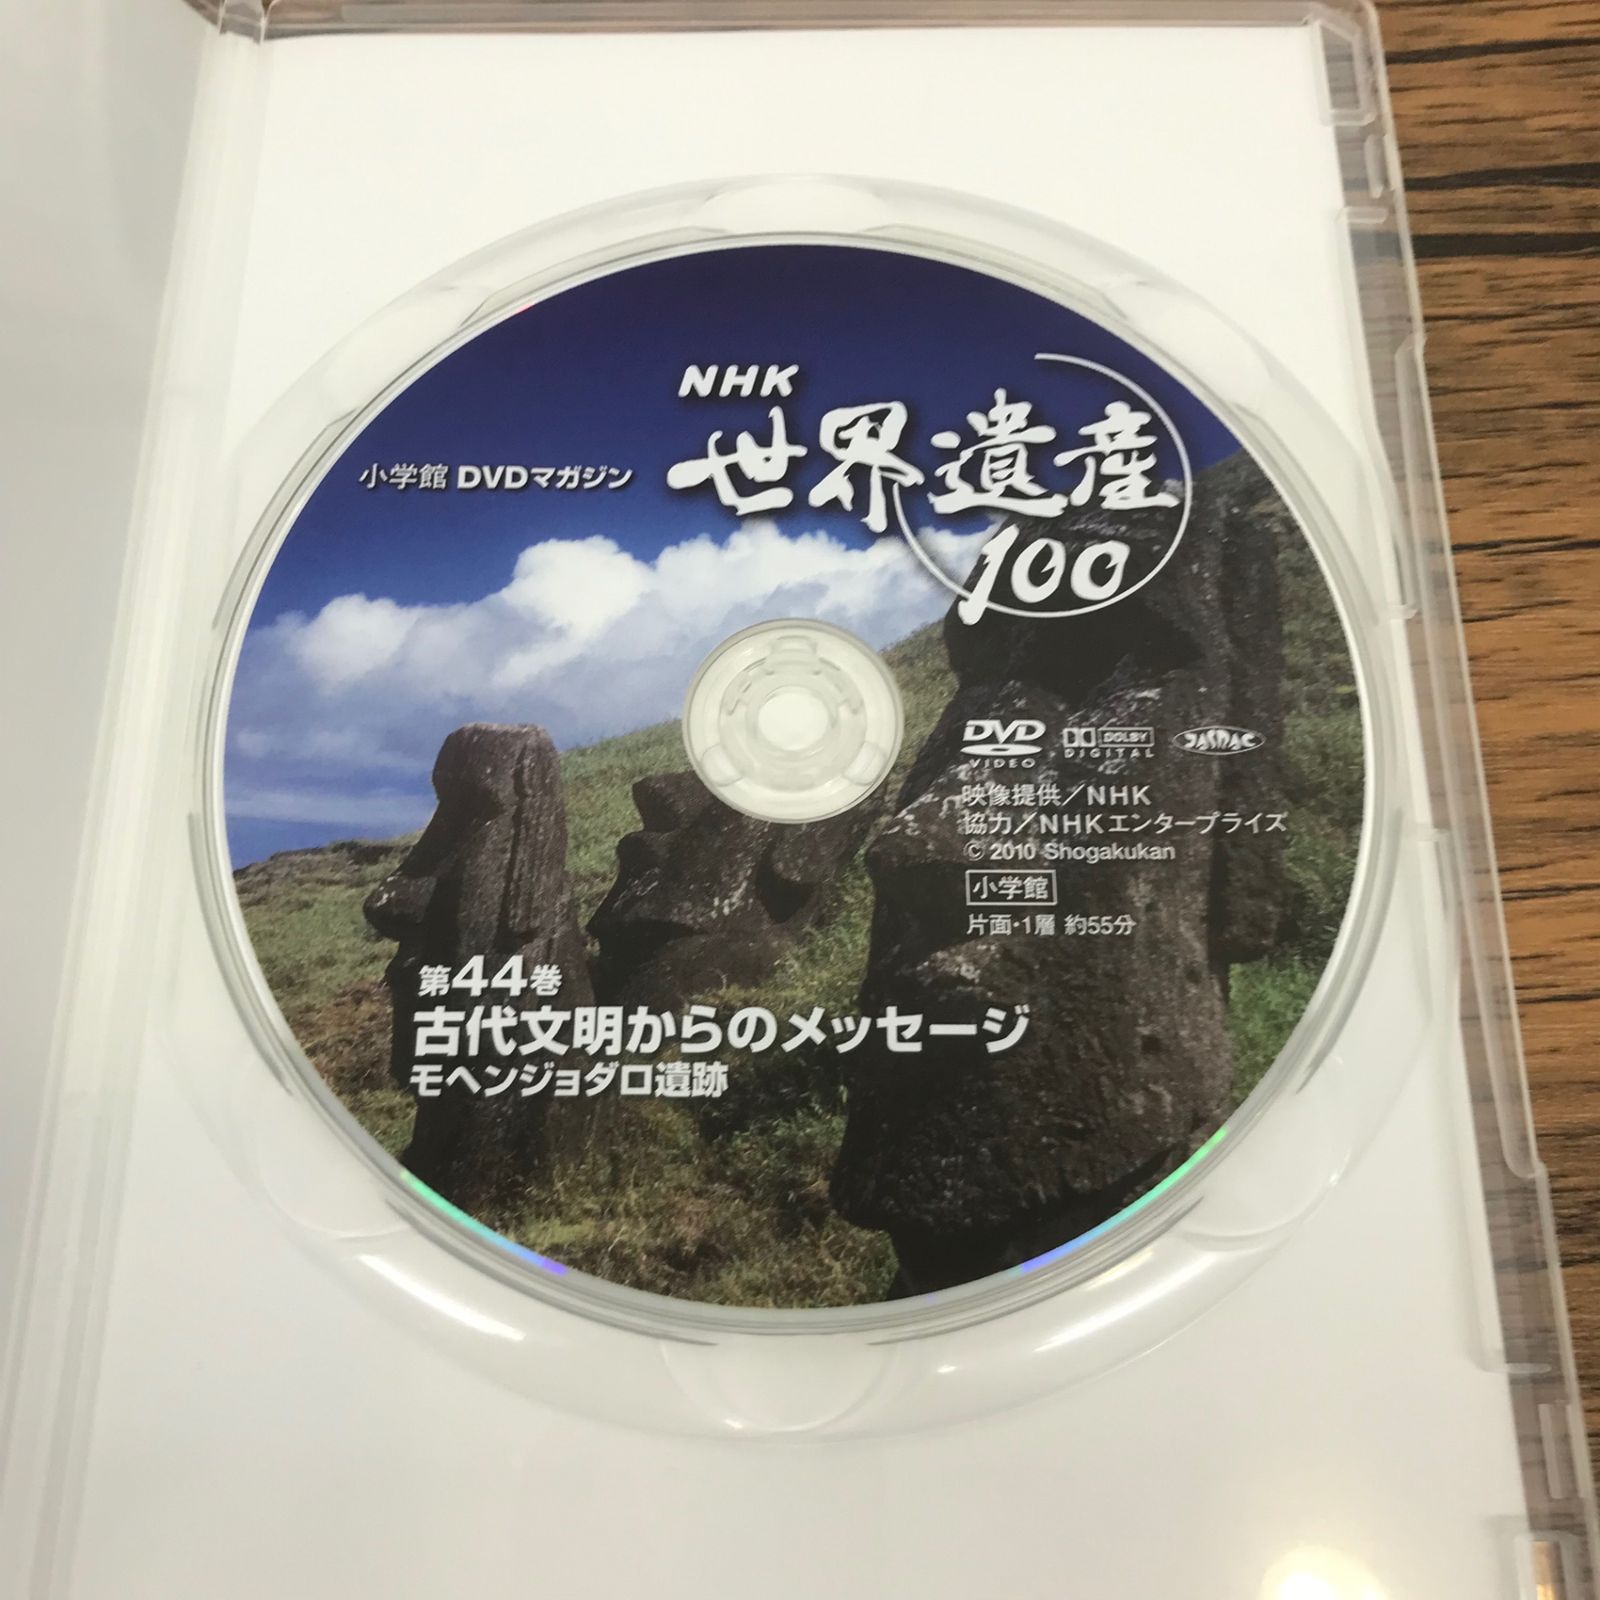 NHK
世界遺産
100
小学館 DVDマガジン
DVD
VIDEO
DOLBY
DIGITAL
JASRAC
映像提供／NHK
協力／NHKエンタープライズ
© 2010 Shogakukan
小学館
片面・1層 約55分
第44巻
古代文明からのメッセージ
モヘンジョダロ遺跡